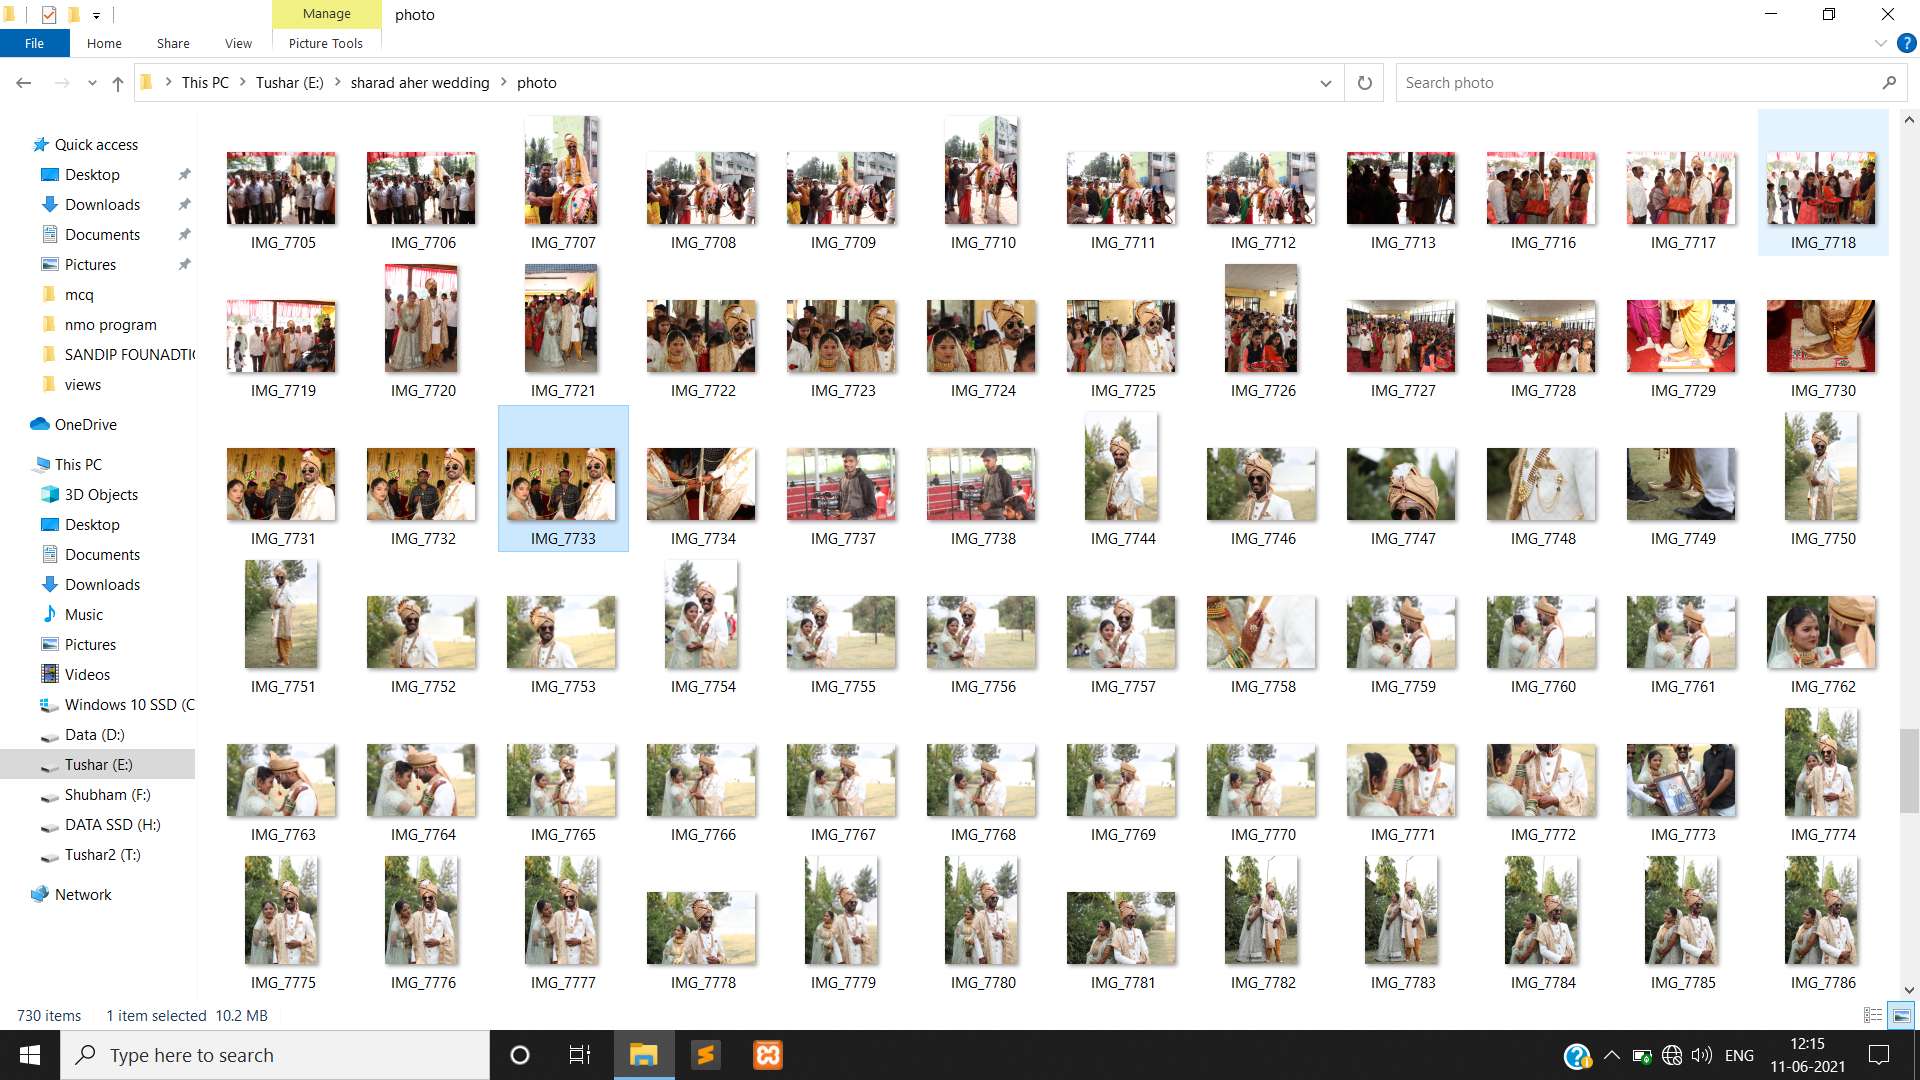 Manage
photo
File
Home
Share
View
Picture Tools
This PC
Tushar (E:)
sharad aher wedding
photo
Search photo
Quick access
Desktop
Downloads
Documents
Pictures
mcq
nmo program
SANDIP FOUNADTIO
views
OneDrive
This PC
3D Objects
Desktop
Documents
Downloads
Music
Pictures
Videos
Windows 10 SSD (C
Data (D:)
Tushar (E:)
Shubham (F:)
DATA SSD (H:)
Tushar2 (T:)
Network
IMG_7705 IMG_7706 IMG_7707 IMG_7708 IMG_7709 IMG_7710 IMG_7711 IMG_7712 IMG_7713 IMG_7716 IMG_7717 IMG_7718
IMG_7719 IMG_7720 IMG_7721 IMG_7722 IMG_7723 IMG_7724 IMG_7725 IMG_7726 IMG_7727 IMG_7728 IMG_7729 IMG_7730
IMG_7731 IMG_7732 IMG_7733 IMG_7734 IMG_7737 IMG_7738 IMG_7744 IMG_7746 IMG_7747 IMG_7748 IMG_7749 IMG_7750
IMG_7751 IMG_7752 IMG_7753 IMG_7754 IMG_7755 IMG_7756 IMG_7757 IMG_7758 IMG_7759 IMG_7760 IMG_7761 IMG_7762
IMG_7763 IMG_7764 IMG_7765 IMG_7766 IMG_7767 IMG_7768 IMG_7769 IMG_7770 IMG_7771 IMG_7772 IMG_7773 IMG_7774
IMG_7775 IMG_7776 IMG_7777 IMG_7778 IMG_7779 IMG_7780 IMG_7781 IMG_7782 IMG_7783 IMG_7784 IMG_7785 IMG_7786
730 items 1 item selected 10.2 MB
Type here to search
ENG
12:15
11-06-2021